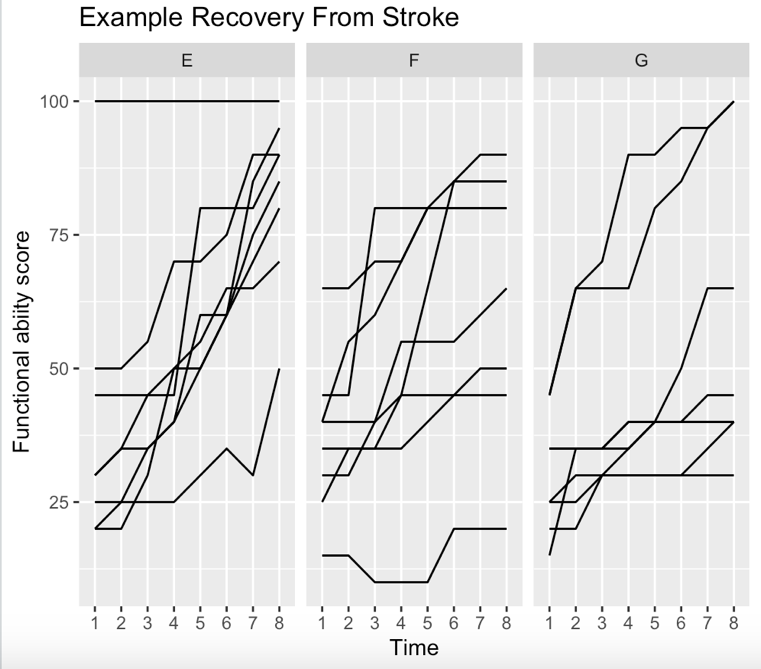 Example Recovery From Stroke
E F G
Functional abiity score
100
75
50
25
1 2 3 4 5 6 7 8 1 2 3 4 5 6 7 8 1 2 3 4 5 6 7 8
Time